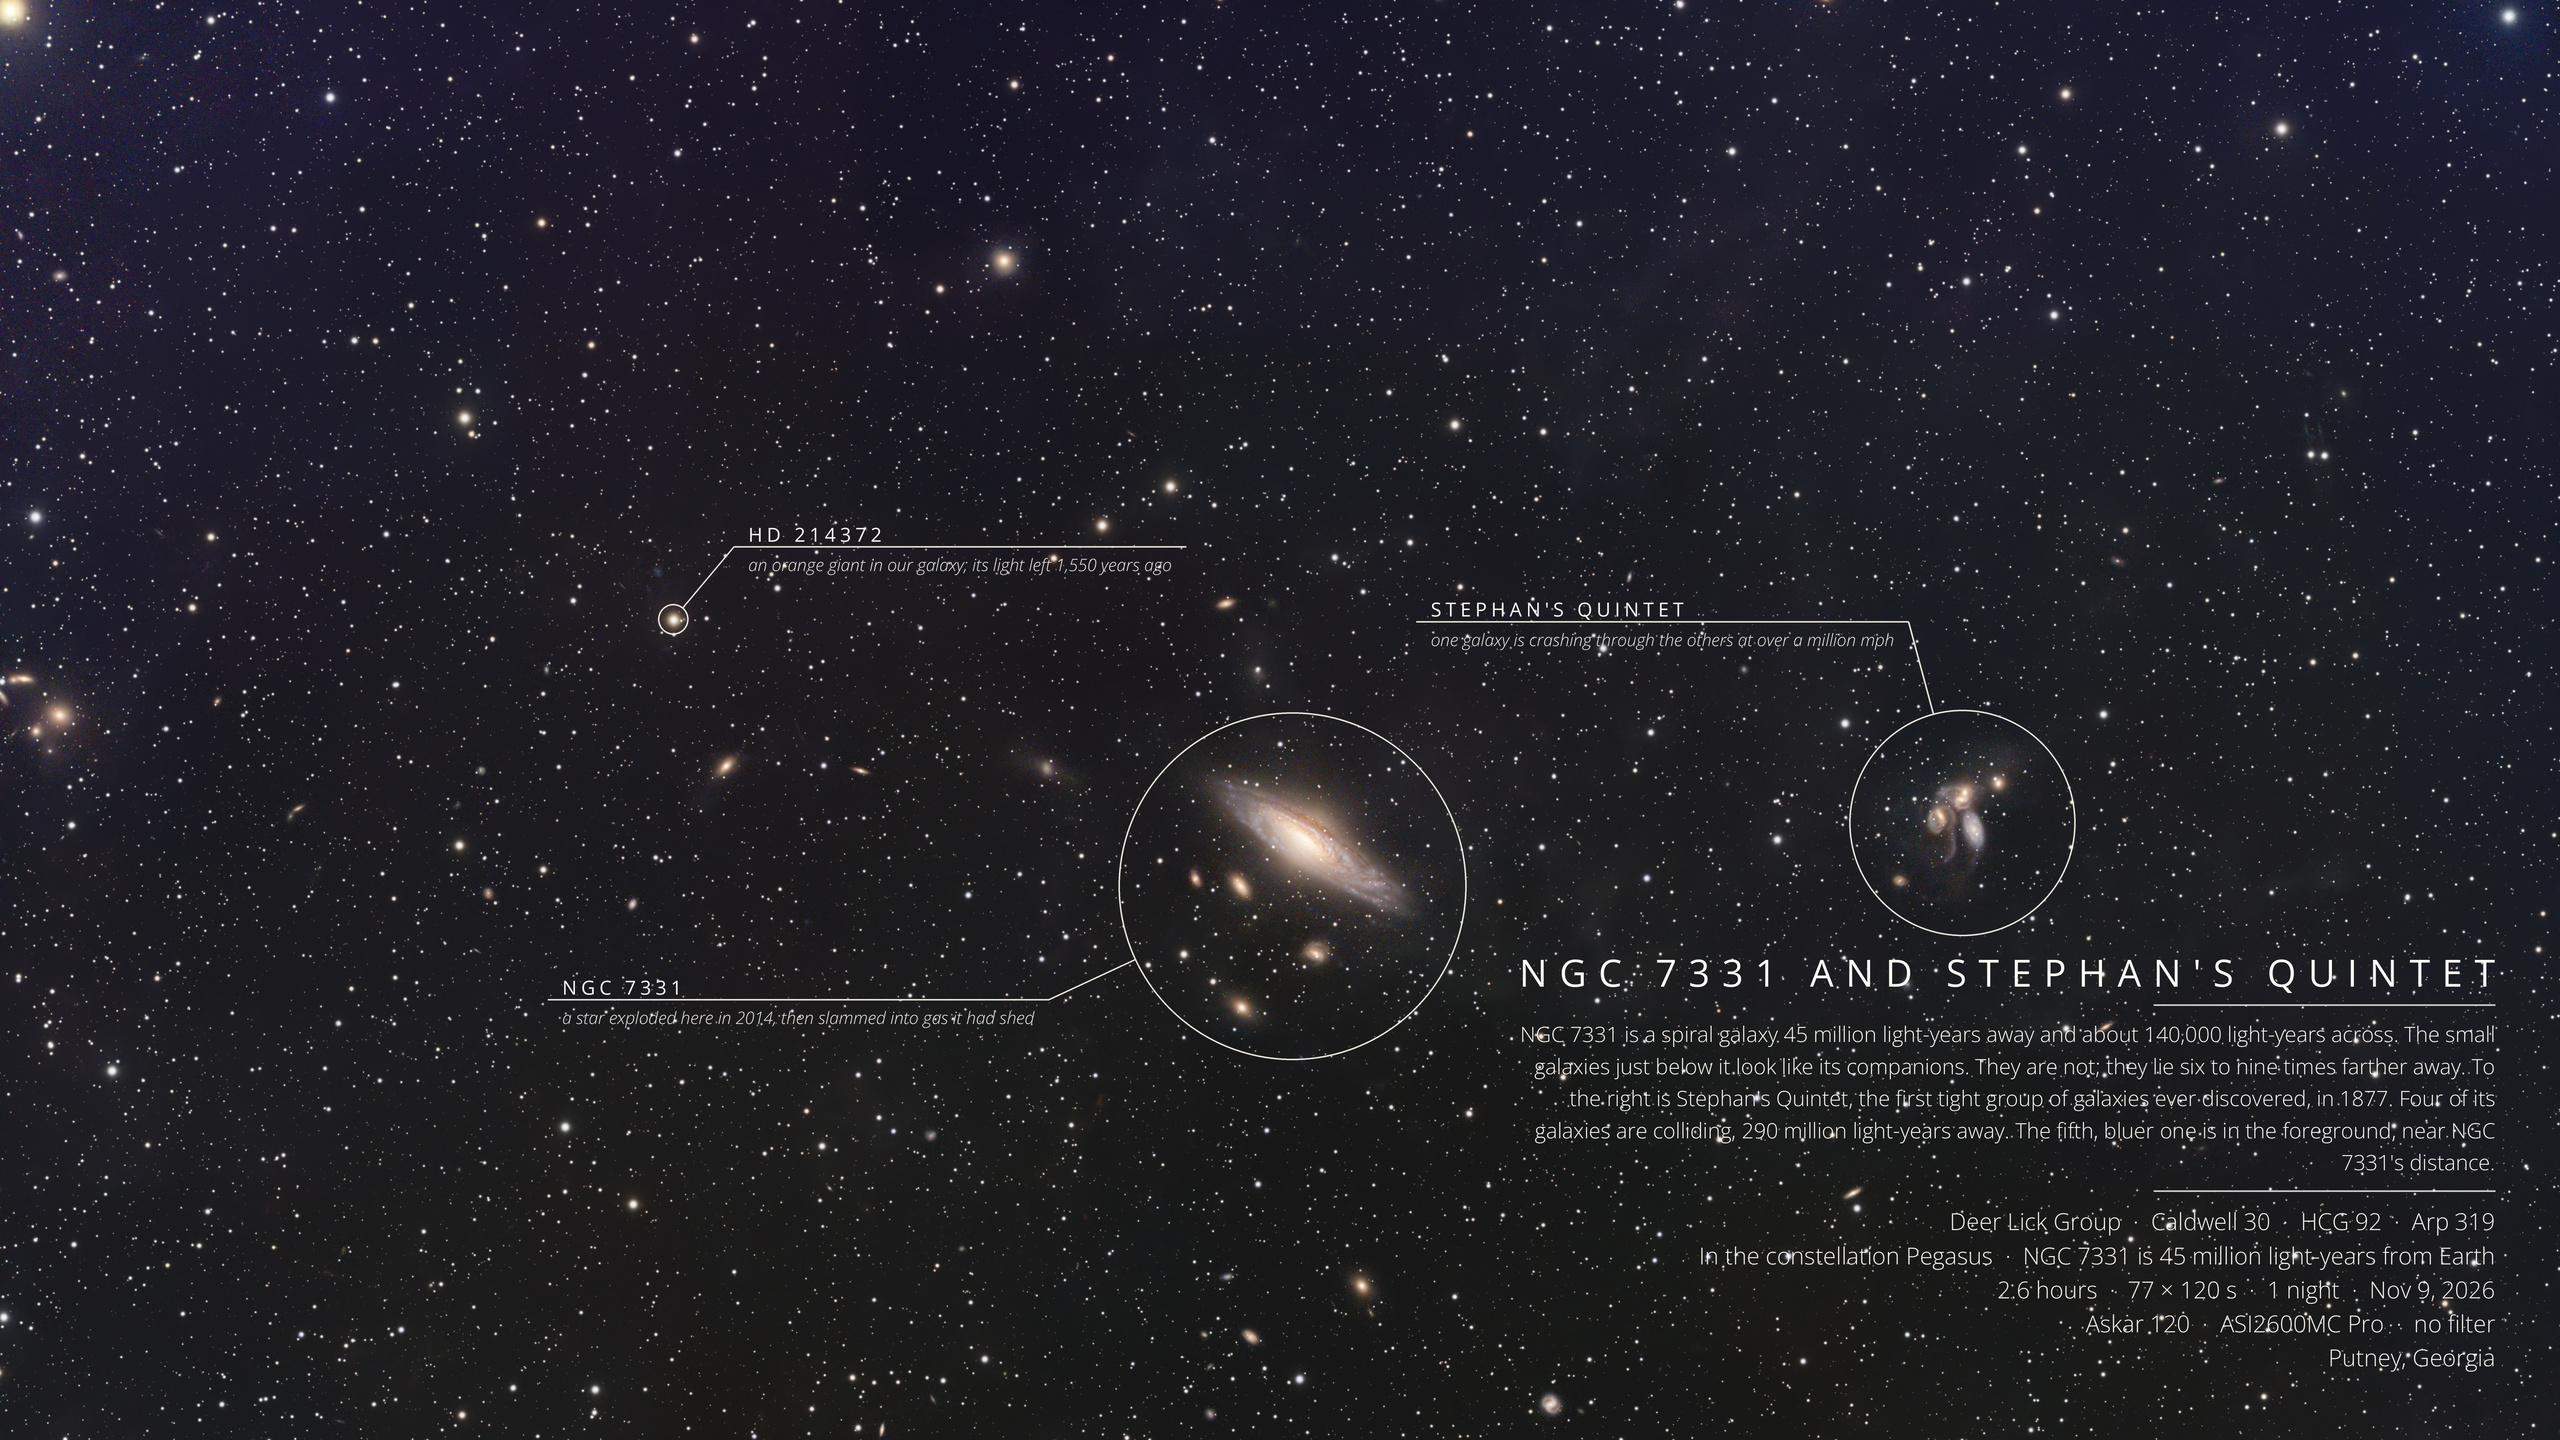 HD 214372
an orange giant in our galaxy; its light left 1,550 years ago
STEPHAN'S QUINTET
one galaxy is crashing through the others at over a million mph
NGC 7331
a star exploded here in 2014, then slammed into gas it had shed
NGC 7331 AND STEPHAN'S QUINTET
NGC 7331 is a spiral galaxy 45 million light-years away and about 140,000 light-years across. The small
galaxies just below it look like its companions. They are not; they lie six to nine times farther away. To
the right is Stephan's Quintet, the first tight group of galaxies ever discovered, in 1877. Four of its
galaxies are colliding, 290 million light-years away. The fifth, bluer one is in the foreground, near NGC
7331's distance.
Deer Lick Group · Caldwell 30 · HCG 92 · Arp 319
In the constellation Pegasus · NGC 7331 is 45 million light-years from Earth
2.6 hours · 77 × 120 s · 1 night · Nov 9, 2026
Askar 120 · ASI2600MC Pro · no filter
Putney, Georgia